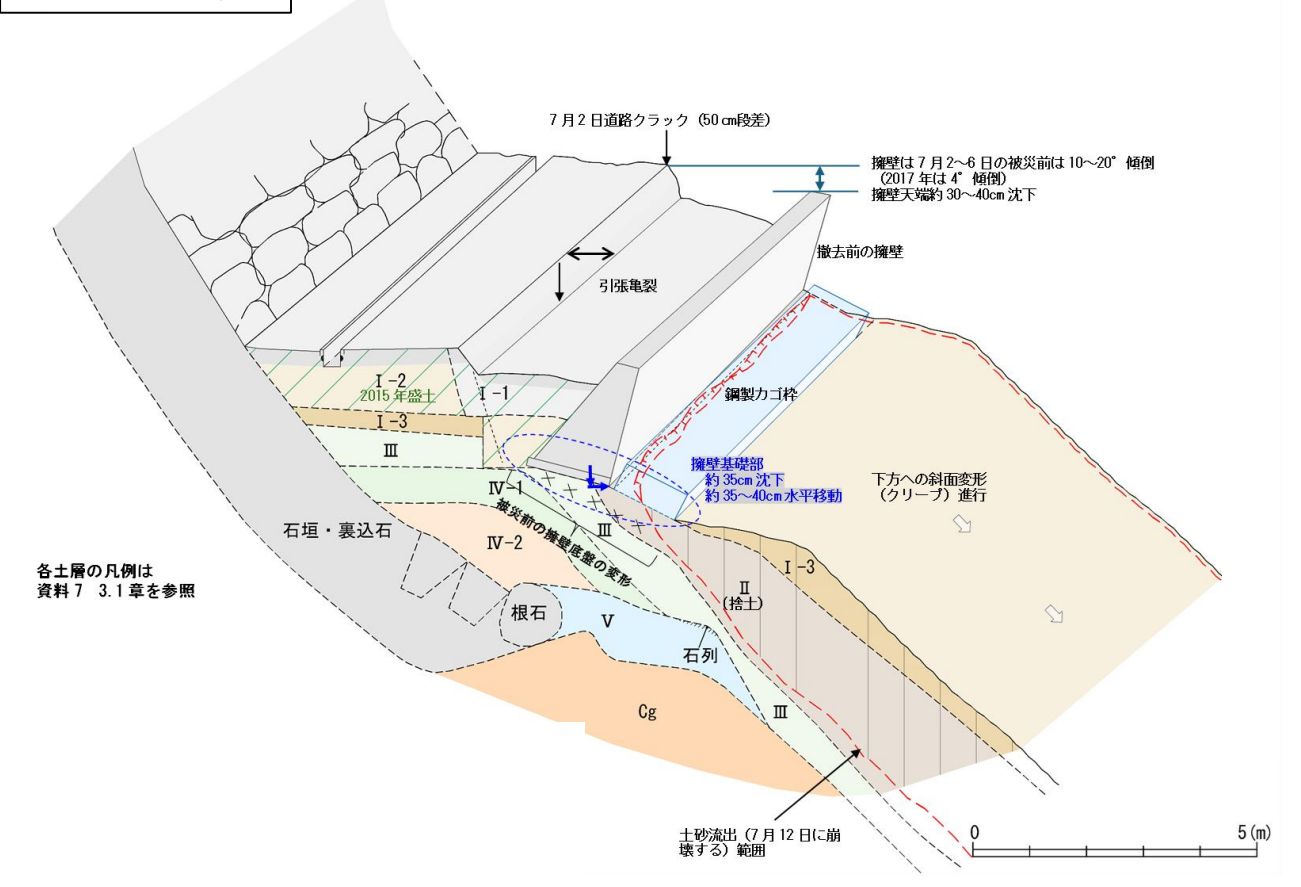 7月2日道路クラック（50㎝段差）
擁壁は7月2～6日の被災前は10～20°傾倒
（2017年は4°傾倒）
擁壁天端約30～40cm沈下
撤去前の擁壁
引張亀裂
鋼製カゴ枠
Ⅰ-2
2015年盛土
Ⅰ-1
Ⅰ-3
Ⅲ
擁壁基礎部
約35cm沈下
約35～40cm水平移動
下方への斜面変形
（クリープ）進行
Ⅳ-1
被災前の擁壁底盤の変形
Ⅲ
石垣・裏込石
Ⅳ-2
Ⅰ-3
各土層の凡例は
資料7　3.1章を参照
Ⅱ
（捨土）
根石
Ⅴ
石列
Cg
Ⅲ
土砂流出（7月12日に崩
壊する）範囲
0 5(m)